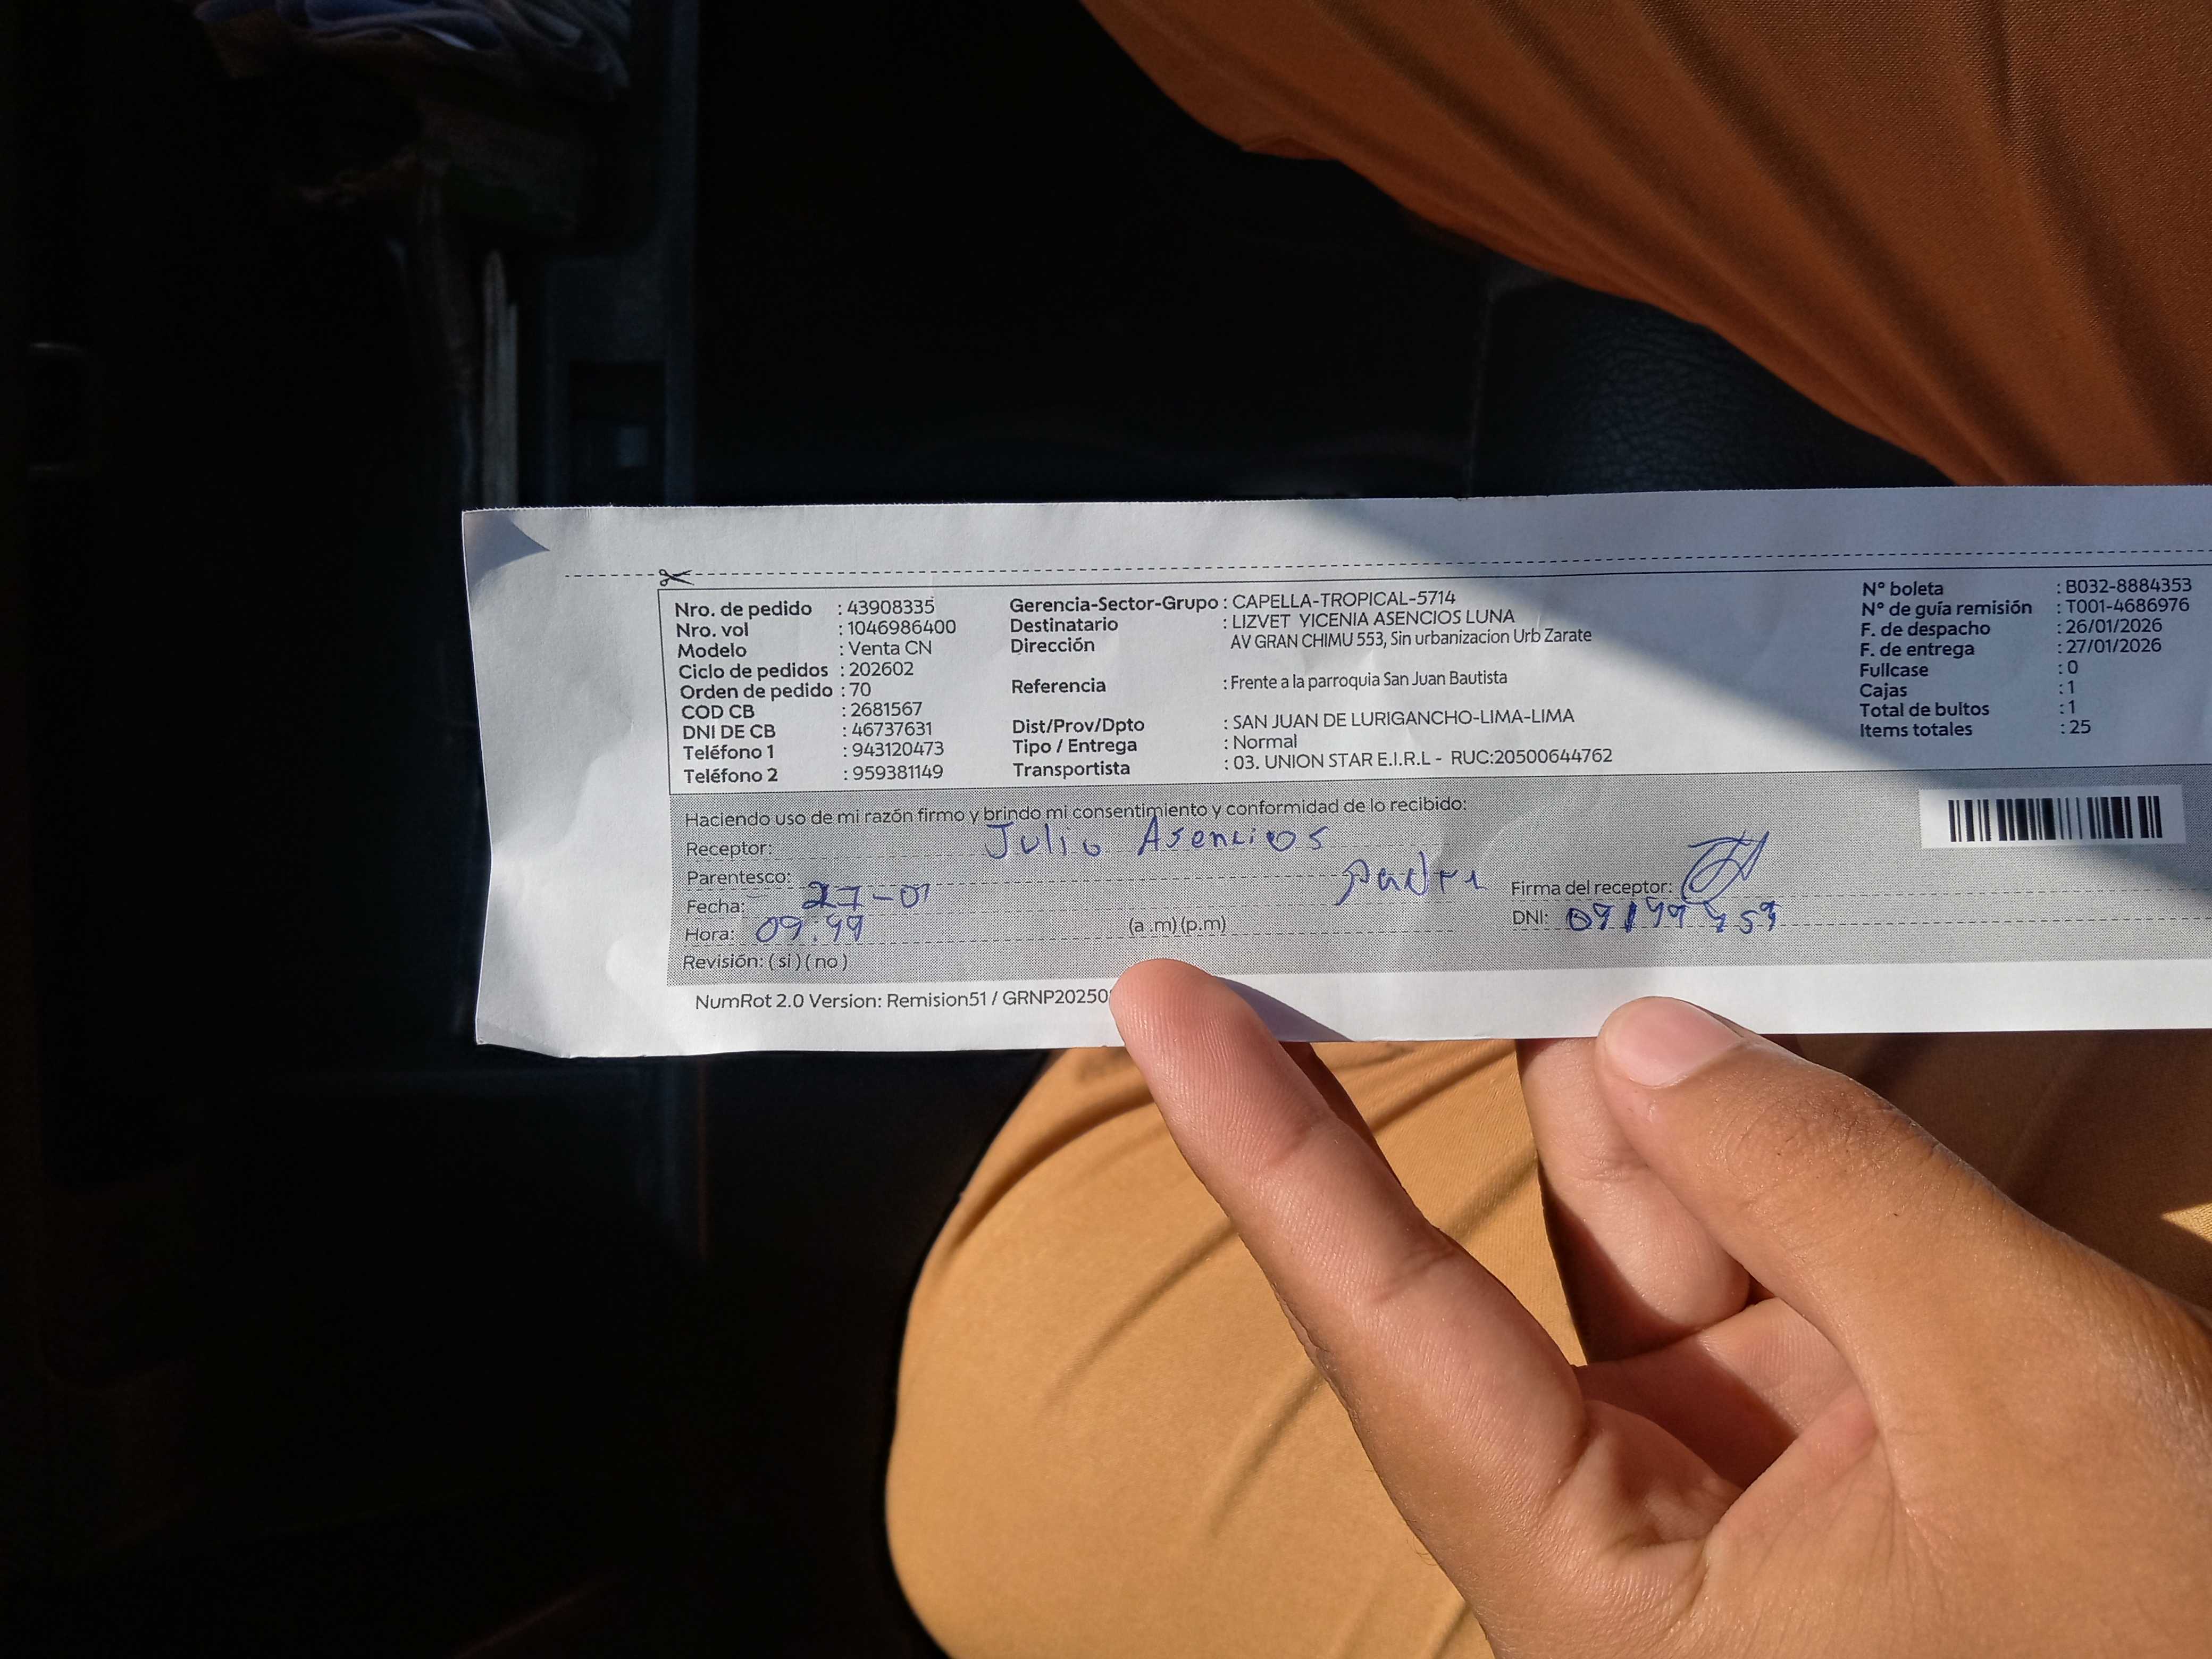 Nro. de pedido : 43908335 Gerencia-Sector-Grupo : CAPELLA-TROPICAL-5714 N° boleta : B032-8884353
Nro. vol : 1046986400 Destinatario : LIZVET YICENIA ASENCIOS LUNA N° de guía remisión : T001-4686976
Modelo : Venta CN Dirección AV GRAN CHIMU 553, Sin urbanizacion Urb Zarate F. de despacho : 26/01/2026
Ciclo de pedidos : 202602 F. de entrega : 27/01/2026
Orden de pedido : 70 Referencia : Frente a la parroquia San Juan Bautista Fullcase : 0
COD CB : 2681567 Cajas : 1
DNI DE CB : 46737631 Dist/Prov/Dpto : SAN JUAN DE LURIGANCHO-LIMA-LIMA Total de bultos : 1
Teléfono 1 : 943120473 Tipo / Entrega : Normal Items totales : 25
Teléfono 2 : 959381149 Transportista : 03. UNION STAR E.I.R.L - RUC:20500644762
Haciendo uso de mi razón firmo y brindo mi consentimiento y conformidad de lo recibido:
Receptor: Julio Asencios
Parentesco: padre
Fecha: 27-01 Firma del receptor:
Hora: 09:49 (a .m) (p.m) DNI:
Revisión: ( si ) ( no )
NumRot 2.0 Version: Remision51 /